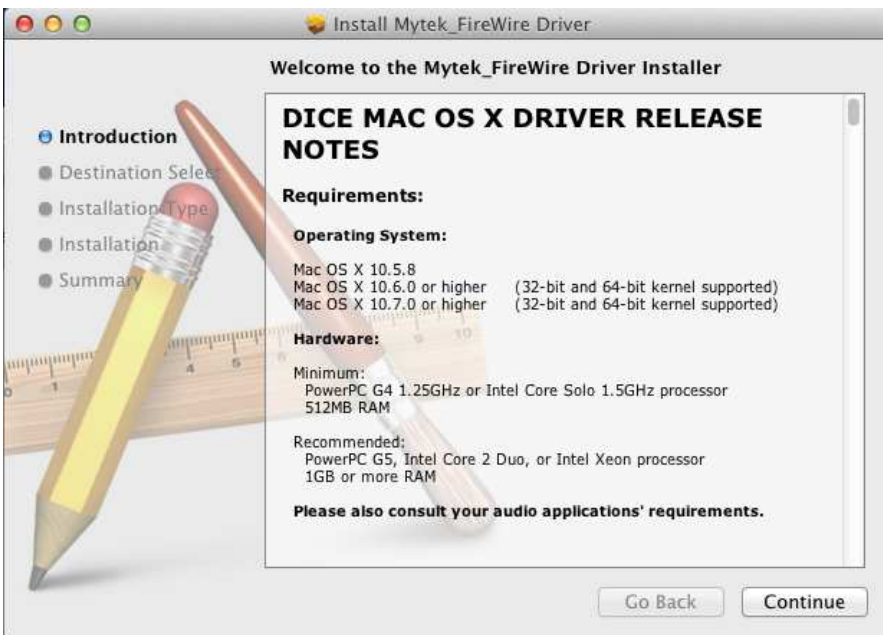 Install Mytek_FireWire Driver
Welcome to the Mytek_FireWire Driver Installer
Introduction
Destination Select
Installation Type
Installation
Summary
DICE MAC OS X DRIVER RELEASE
NOTES
Requirements:
Operating System:
Mac OS X 10.5.8
Mac OS X 10.6.0 or higher (32-bit and 64-bit kernel supported)
Mac OS X 10.7.0 or higher (32-bit and 64-bit kernel supported)
Hardware:
Minimum:
PowerPC G4 1.25GHz or Intel Core Solo 1.5GHz processor
512MB RAM
Recommended:
PowerPC G5, Intel Core 2 Duo, or Intel Xeon processor
1GB or more RAM
Please also consult your audio applications' requirements.
Go Back Continue